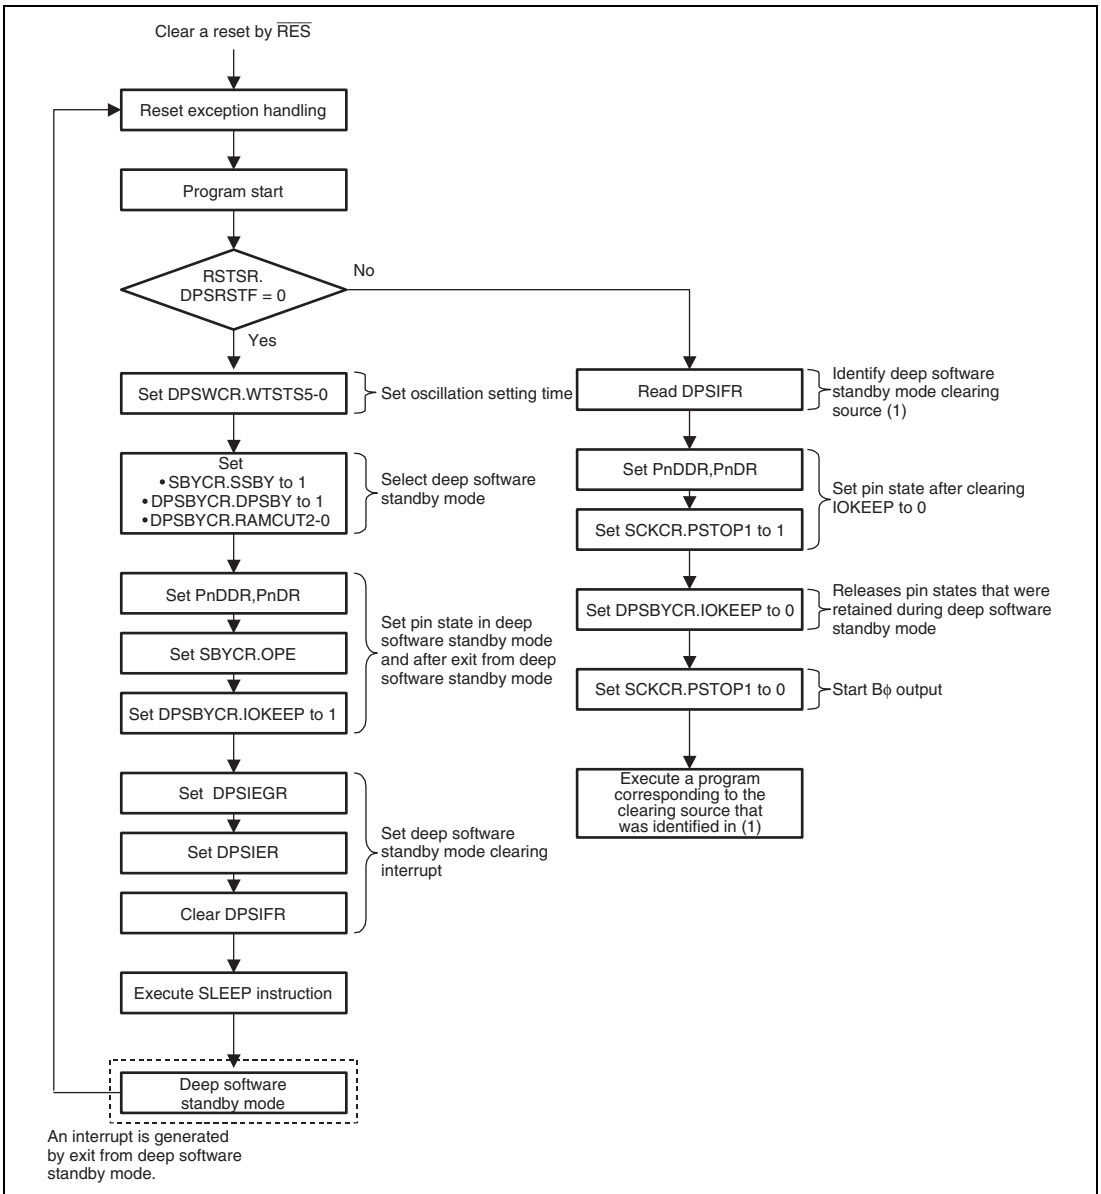 Clear a reset by RES
Reset exception handling
Program start
RSTSR.
DPSRSTF = 0
No
Yes
Set DPSWCR.WTSTS5-0
Set oscillation setting time
Set
• SBYCR.SSBY to 1
• DPSBYCR.DPSBY to 1
• DPSBYCR.RAMCUT2-0
Select deep software
standby mode
Set PnDDR,PnDR
Set SBYCR.OPE
Set DPSBYCR.IOKEEP to 1
Set pin state in deep
software standby mode
and after exit from deep
software standby mode
Set DPSIEGR
Set DPSIER
Clear DPSIFR
Set deep software
standby mode clearing
interrupt
Execute SLEEP instruction
Deep software
standby mode
An interrupt is generated
by exit from deep software
standby mode.
Read DPSIFR
Identify deep software
standby mode clearing
source (1)
Set PnDDR,PnDR
Set SCKCR.PSTOP1 to 1
Set pin state after clearing
IOKEEP to 0
Set DPSBYCR.IOKEEP to 0
Releases pin states that were
retained during deep software
standby mode
Set SCKCR.PSTOP1 to 0
Start Bϕ output
Execute a program
corresponding to the
clearing source that
was identified in (1)